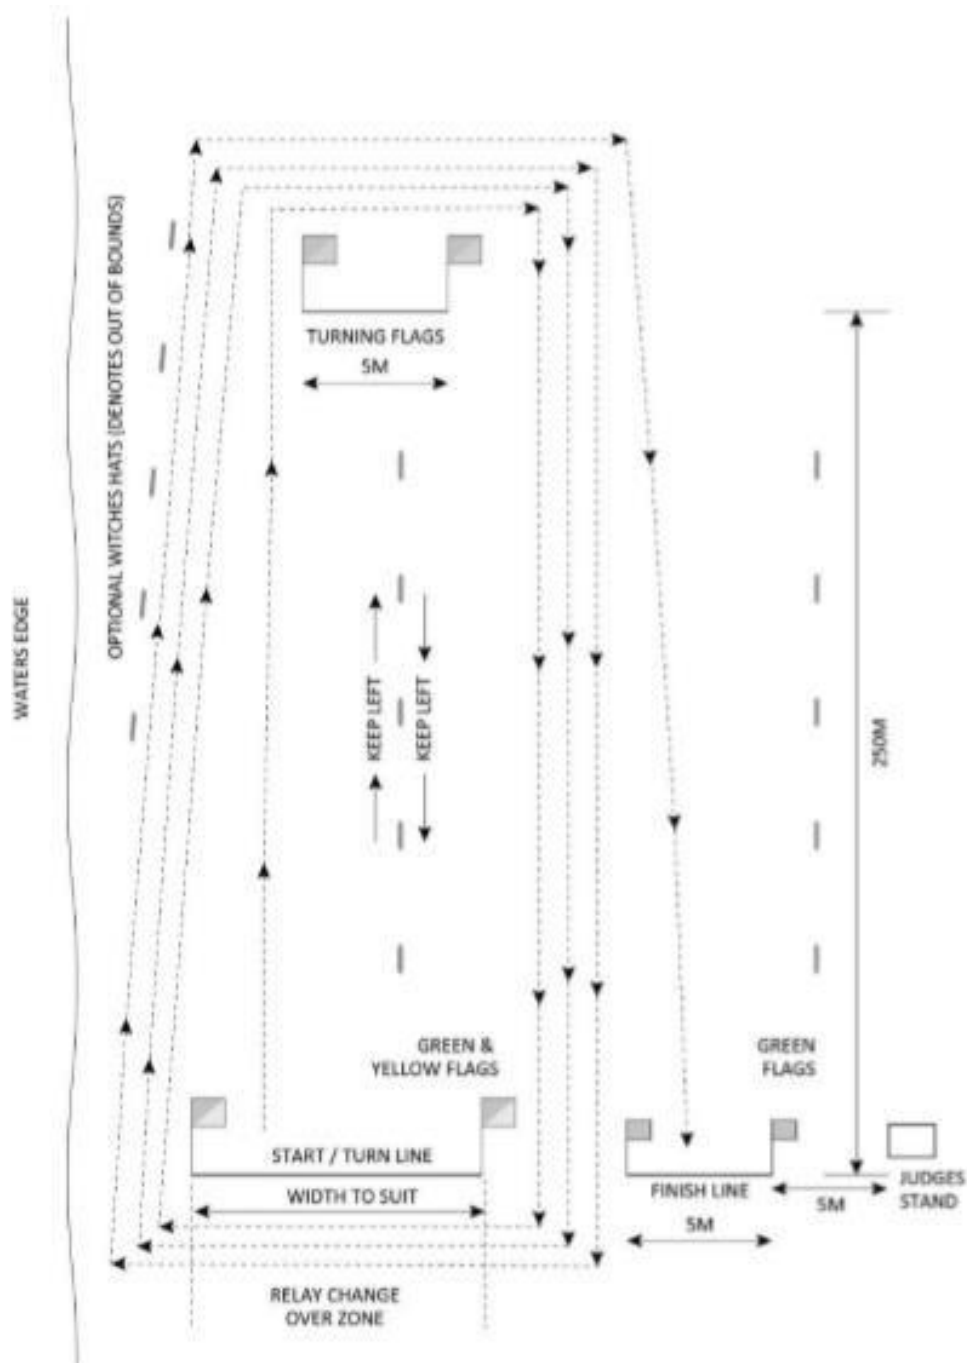 OPTIONAL WITCHES HATS (DENOTES OUT OF BOUNDS)
TURNING FLAGS
5M
WATERS EDGE
KEEP LEFT
KEEP LEFT
250M
GREEN &
YELLOW FLAGS
GREEN
FLAGS
START / TURN LINE
WIDTH TO SUIT
FINISH LINE
5M
5M
JUDGES
STAND
RELAY CHANGE
OVER ZONE